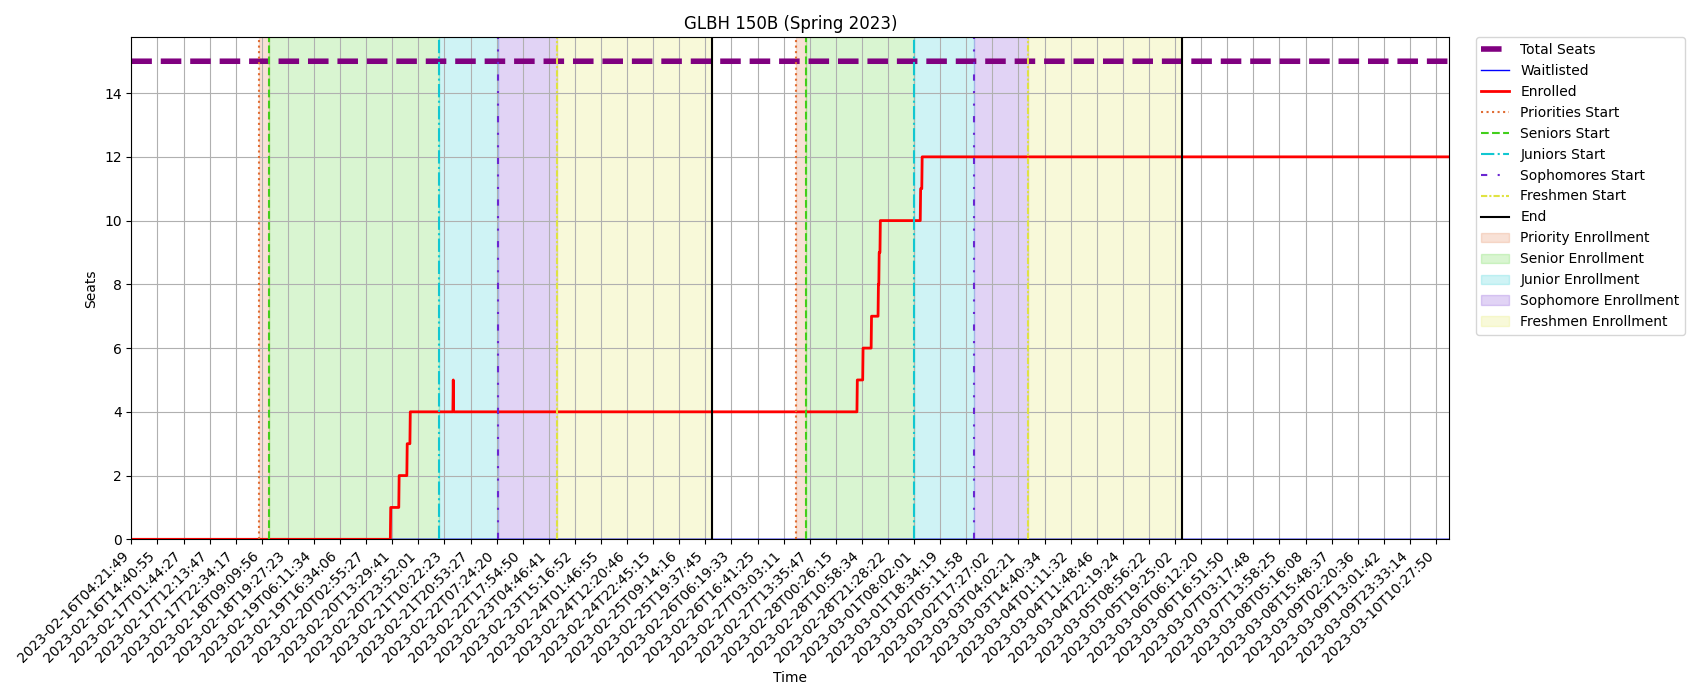 GLBH 150B (Spring 2023)
Total Seats
Waitlisted
Enrolled
Priorities Start
Seniors Start
Juniors Start
Sophomores Start
Freshmen Start
End
Priority Enrollment
Senior Enrollment
Junior Enrollment
Sophomore Enrollment
Freshmen Enrollment
Seats
14
12
10
8
6
4
2
0
2023-02-16T04:21:49
2023-02-16T14:40:55
2023-02-17T01:44:27
2023-02-17T12:13:47
2023-02-17T22:34:17
2023-02-18T09:09:56
2023-02-18T19:27:23
2023-02-19T06:11:34
2023-02-19T16:34:06
2023-02-20T02:55:27
2023-02-20T13:29:41
2023-02-20T23:52:01
2023-02-21T10:22:23
2023-02-21T20:53:27
2023-02-22T07:24:20
2023-02-22T17:54:50
2023-02-23T04:46:41
2023-02-23T15:16:52
2023-02-24T01:46:55
2023-02-24T12:20:46
2023-02-24T22:45:15
2023-02-25T09:14:16
2023-02-25T19:37:45
2023-02-26T06:19:33
2023-02-26T16:41:25
2023-02-27T03:03:11
2023-02-27T13:35:47
2023-02-28T00:26:15
2023-02-28T10:58:34
2023-02-28T21:28:22
2023-03-01T08:02:01
2023-03-01T18:34:19
2023-03-02T05:11:58
2023-03-02T17:27:02
2023-03-03T04:02:21
2023-03-03T14:40:34
2023-03-04T01:11:32
2023-03-04T11:48:46
2023-03-04T22:19:24
2023-03-05T08:56:22
2023-03-05T19:25:02
2023-03-06T06:12:20
2023-03-06T16:51:50
2023-03-07T03:17:48
2023-03-07T13:58:25
2023-03-08T05:16:08
2023-03-08T15:48:37
2023-03-09T02:20:36
2023-03-09T13:01:42
2023-03-09T23:33:14
2023-03-10T10:27:50
Time